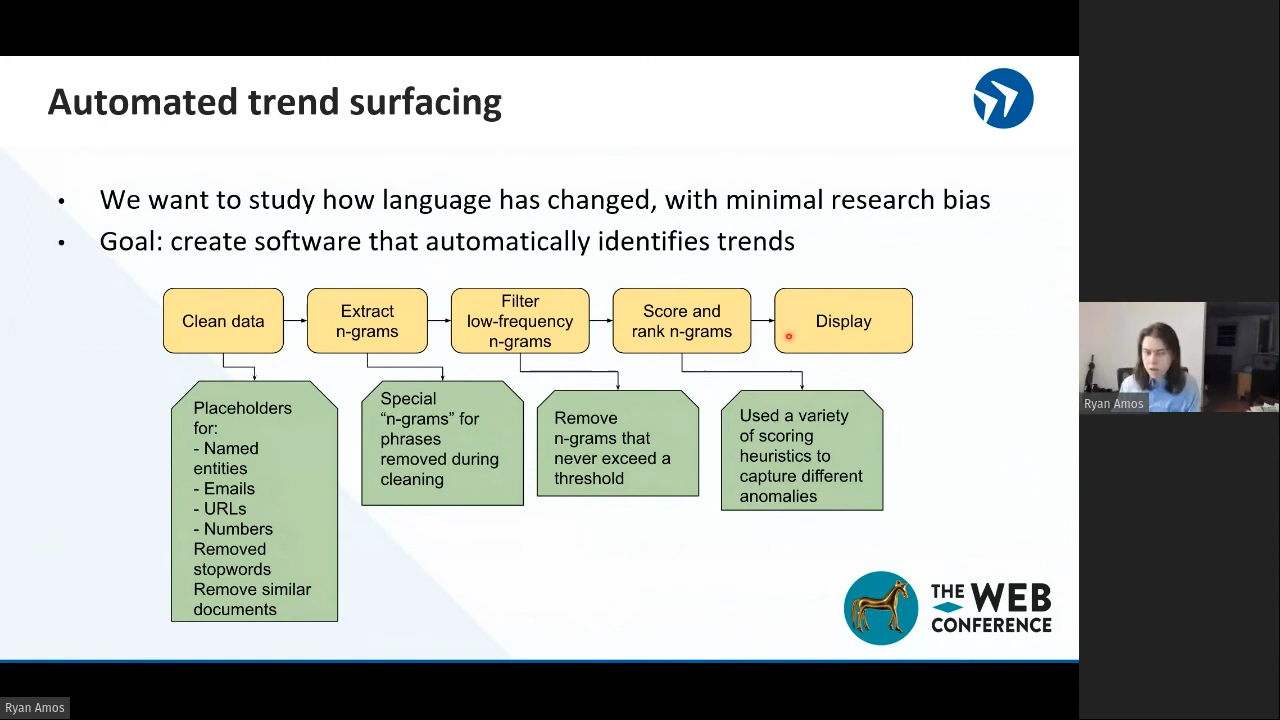 Automated trend surfacing
• We want to study how language has changed, with minimal research bias
• Goal: create software that automatically identifies trends
Clean data
Extract
n-grams
Filter
low-frequency
n-grams
Score and
rank n-grams
Display
Placeholders
for:
- Named
entities
- Emails
- URLs
- Numbers
Removed
stopwords
Remove similar
documents
Special
“n-grams” for
phrases
removed during
cleaning
Remove
n-grams that
never exceed a
threshold
Used a variety
of scoring
heuristics to
capture different
anomalies
THE WEB
CONFERENCE
Ryan Amos
Ryan Amos